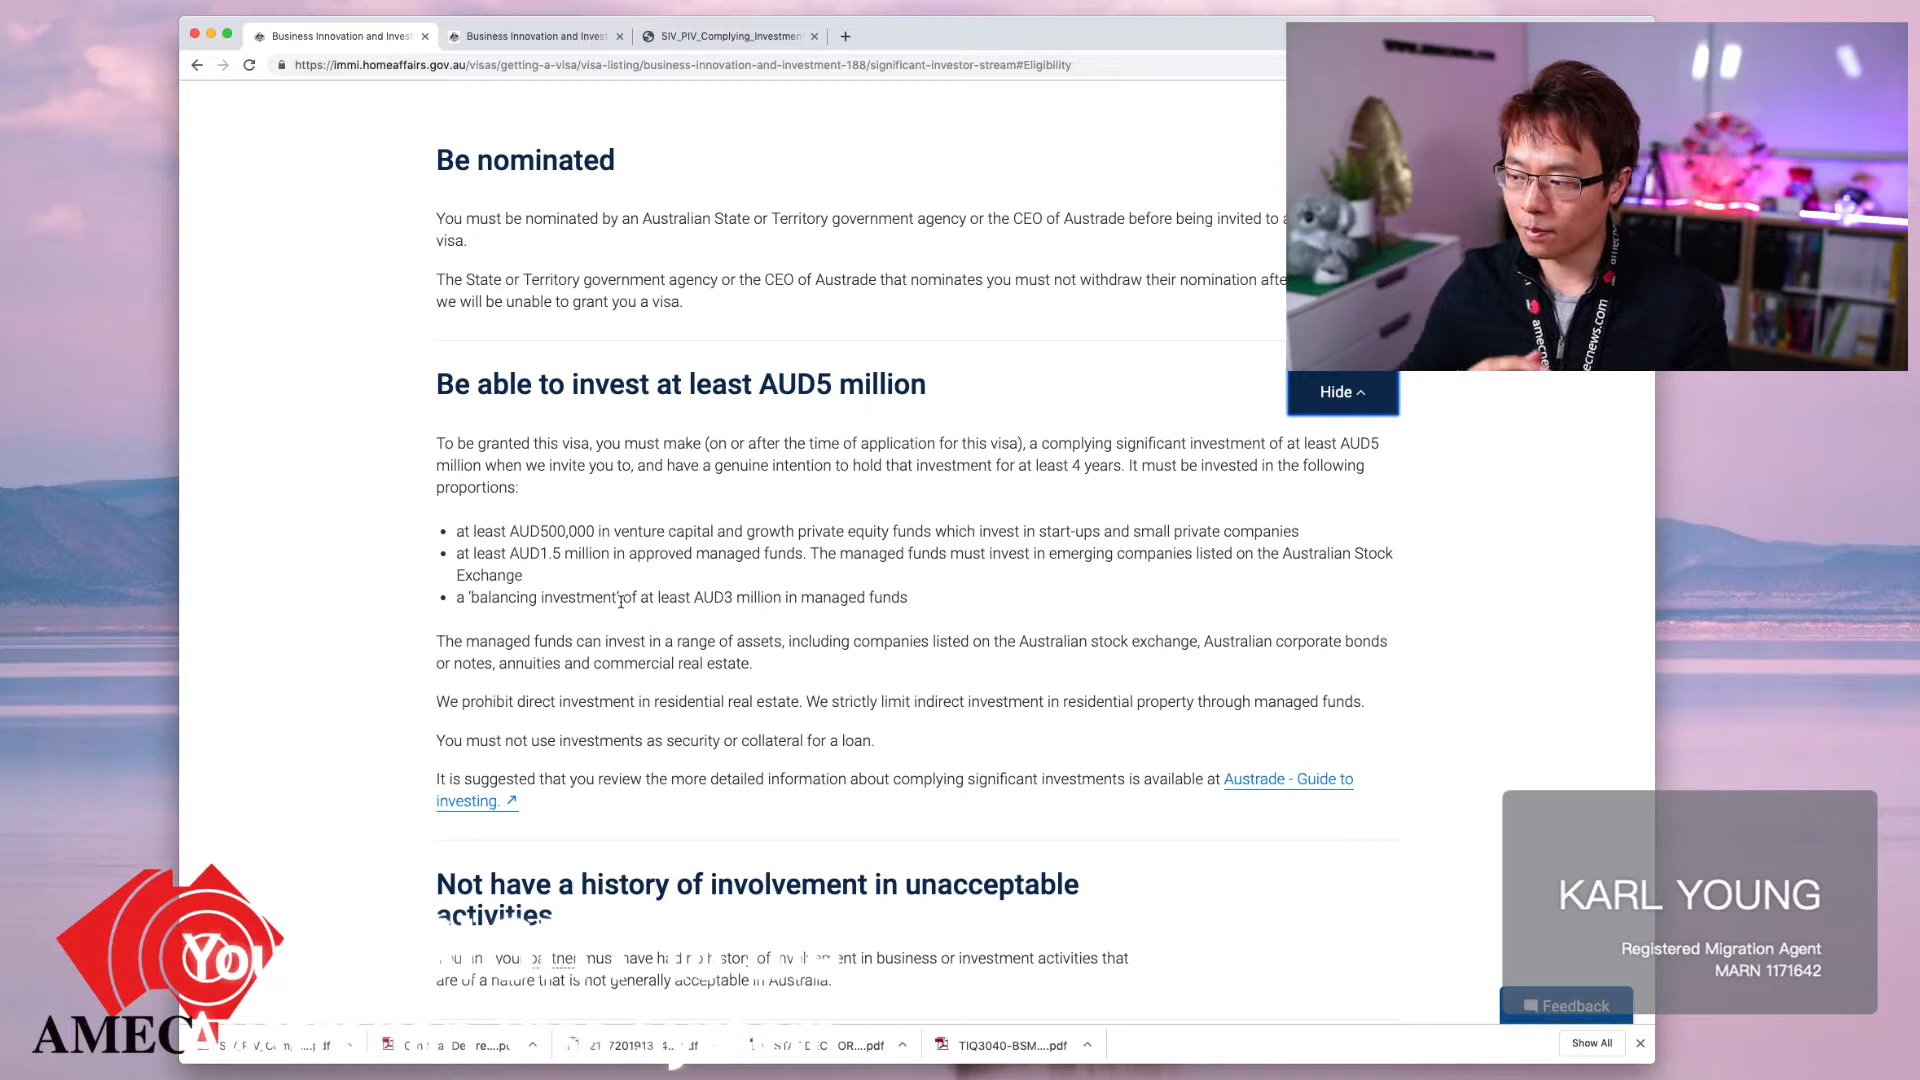 Business Innovation and Invest
Business Innovation and Invest
SIV_PIV_Complying_Investmen
https://immi.homeaffairs.gov.au/visas/getting-a-visa/visa-listing/business-innovation-and-investment-188/significant-investor-stream#Eligibility
Be nominated
You must be nominated by an Australian State or Territory government agency or the CEO of Austrade before being invited to
visa.
The State or Territory government agency or the CEO of Austrade that nominates you must not withdraw their nomination afte
we will be unable to grant you a visa.
Be able to invest at least AUD5 million
Hide
To be granted this visa, you must make (on or after the time of application for this visa), a complying significant investment of at least AUD5
million when we invite you to, and have a genuine intention to hold that investment for at least 4 years. It must be invested in the following
proportions:
• at least AUD500,000 in venture capital and growth private equity funds which invest in start-ups and small private companies
• at least AUD1.5 million in approved managed funds. The managed funds must invest in emerging companies listed on the Australian Stock
Exchange
• a ‘balancing investment’of at least AUD3 million in managed funds
The managed funds can invest in a range of assets, including companies listed on the Australian stock exchange, Australian corporate bonds
or notes, annuities and commercial real estate.
We prohibit direct investment in residential real estate. We strictly limit indirect investment in residential property through managed funds.
You must not use investments as security or collateral for a loan.
It is suggested that you review the more detailed information about complying significant investments is available at Austrade - Guide to
investing.
Not have a history of involvement in unacceptable
activities
your partner must have had no history of involvement in business or investment activities that
are of a nature that is not generally acceptable in Australia.
KARL YOUNG
Registered Migration Agent
MARN 1171642
Feedback
You
AMEC
TIQ3040-BSM....pdf
Show All
amecnews.com